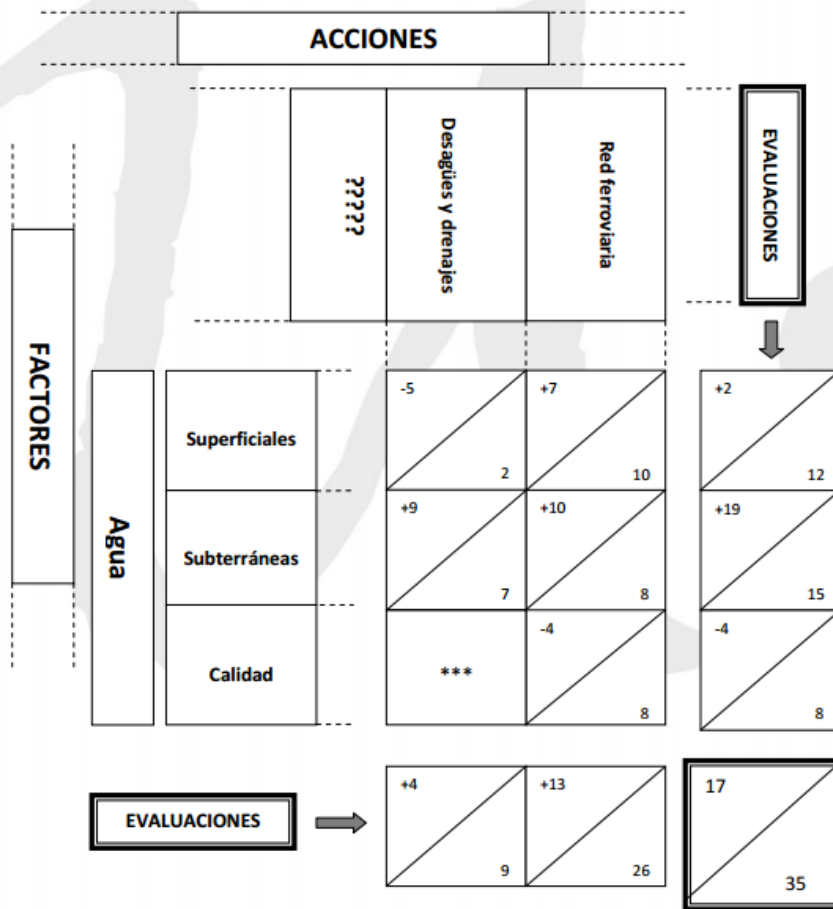 ACCIONES
?????
Desagües y drenajes
Red ferroviaria
EVALUACIONES
FACTORES
Agua
Superficiales
-5
2
+7
10
+2
12
Subterráneas
+9
7
+10
8
+19
15
Calidad
***
-4
8
-4
8
EVALUACIONES
+4
9
+13
26
17
35